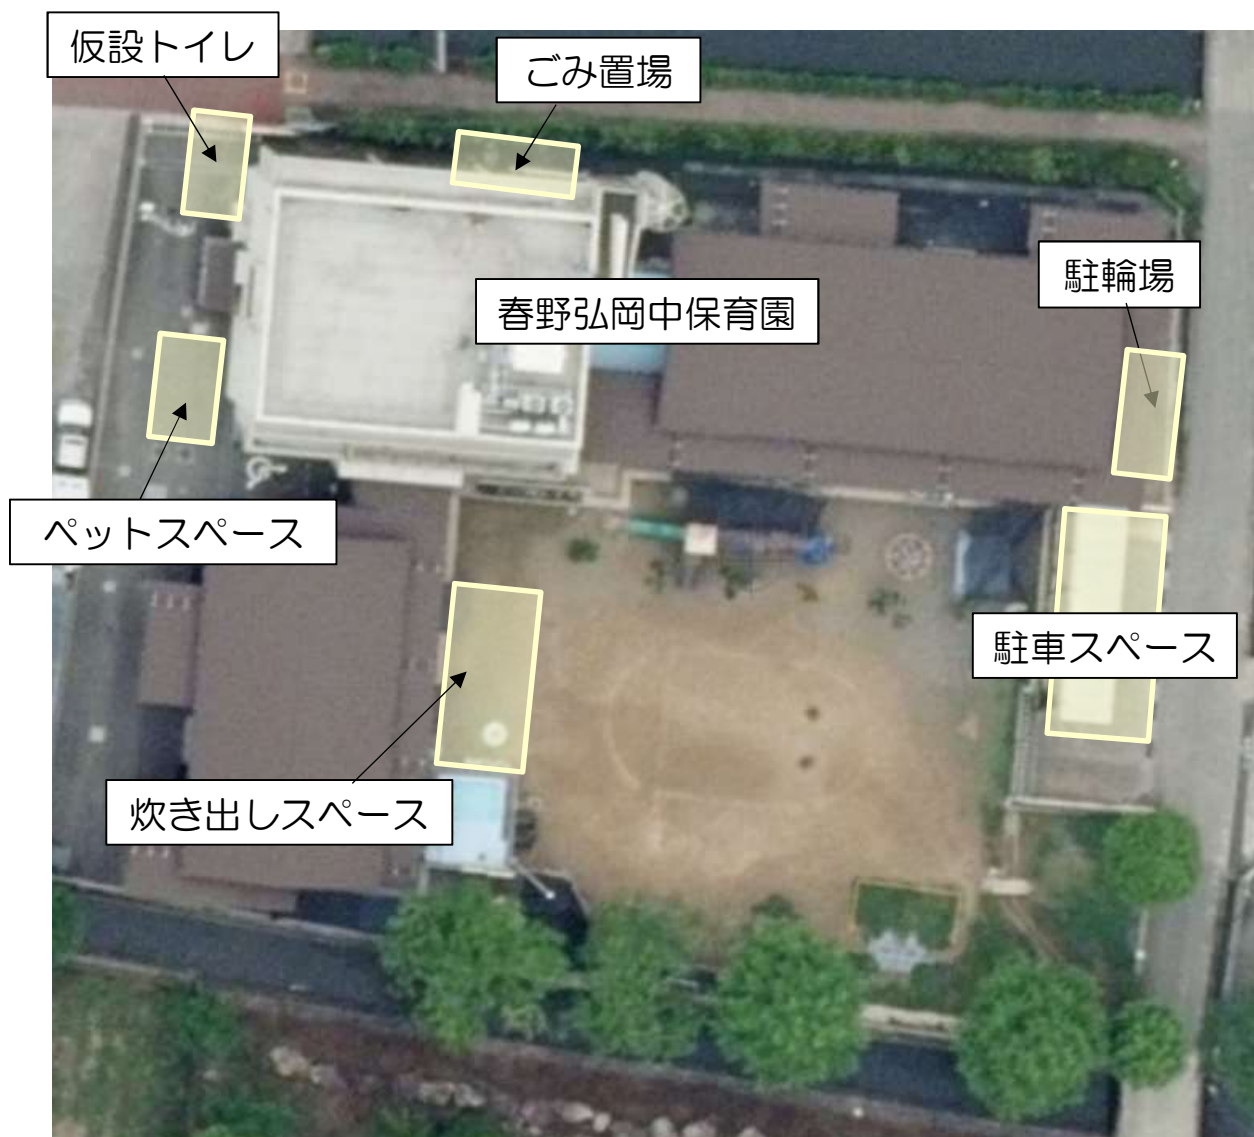 仮設トイレ
ごみ置場
駐輪場
春野弘岡中保育園
ペットスペース
駐車スペース
炊き出しスペース